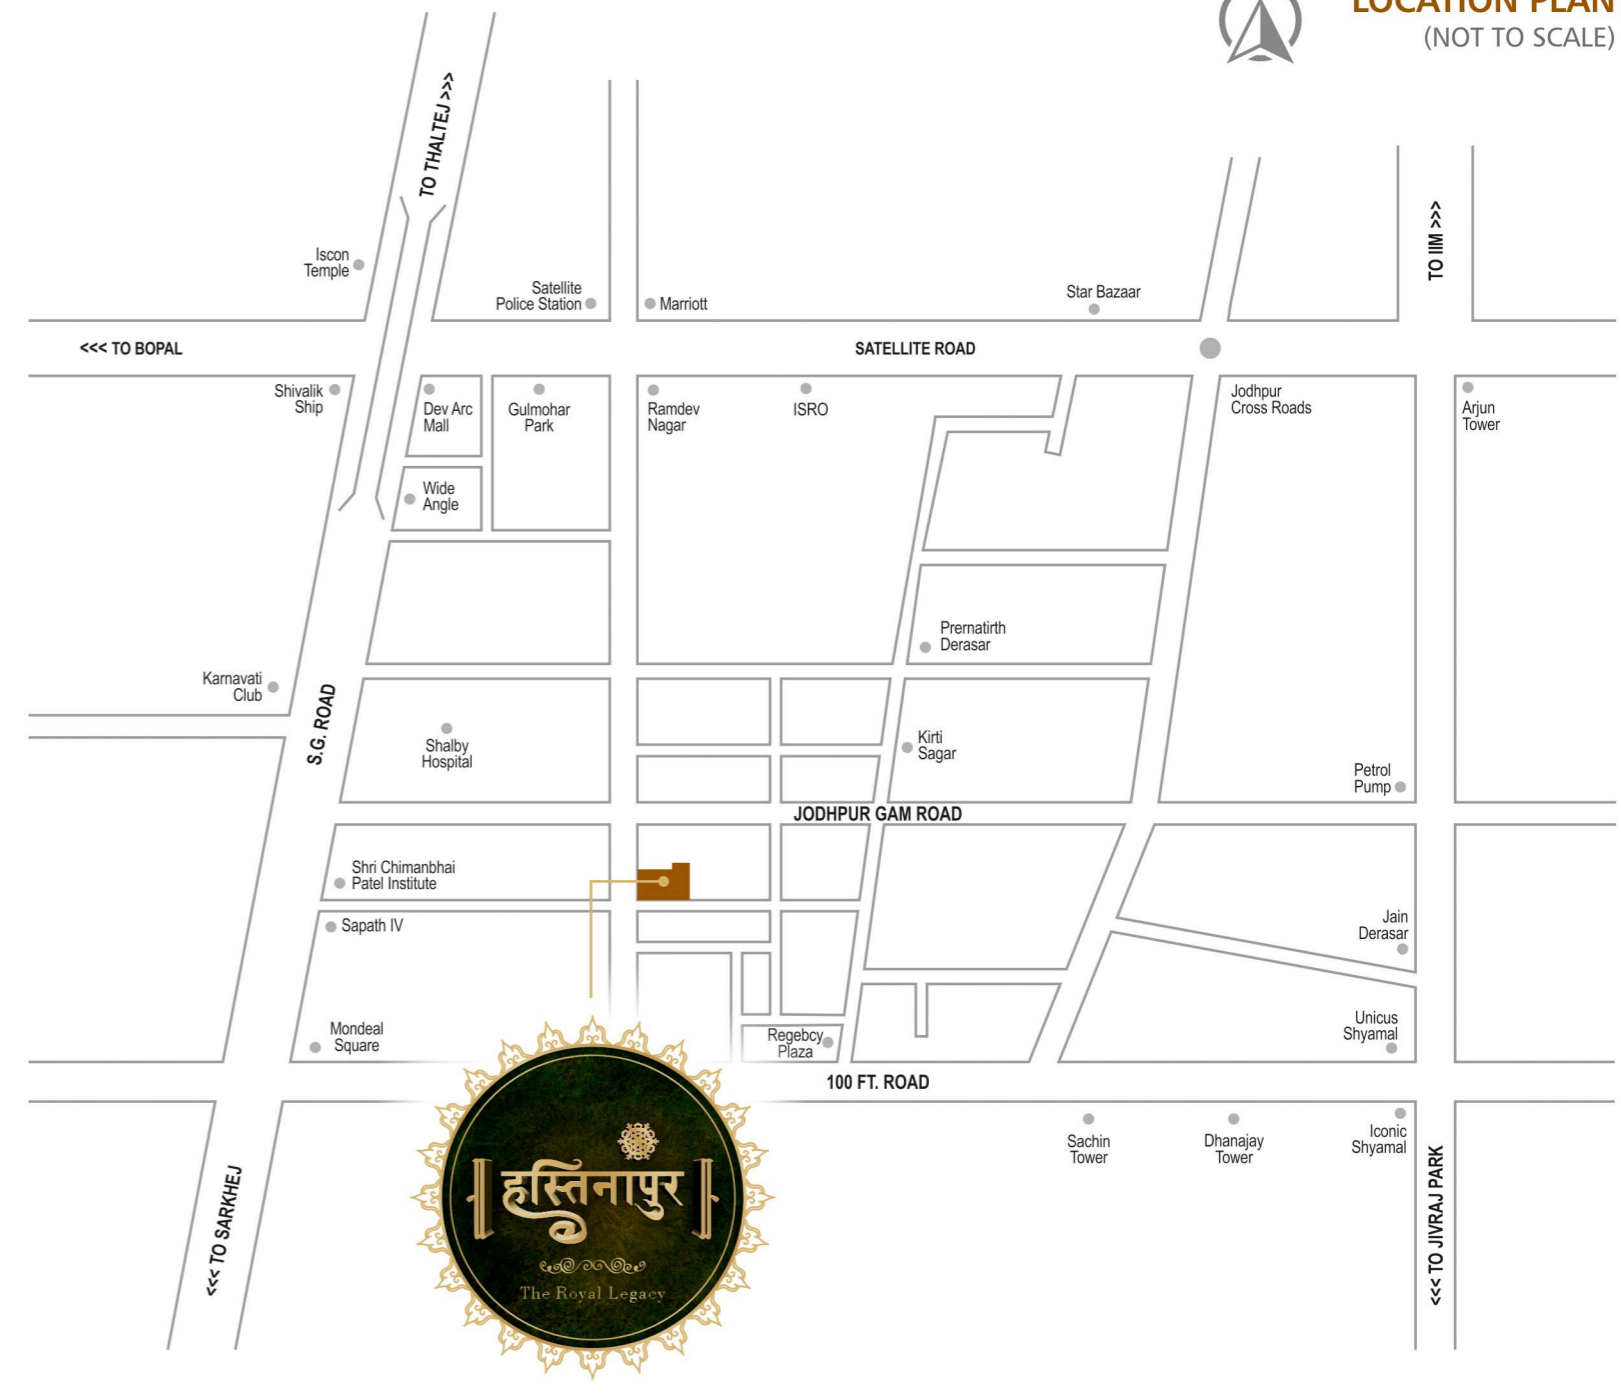 LOCATION PLAN
(NOT TO SCALE)
TO THALTEJ >>>
TO IIM >>>
Iscon
Temple
Satellite
Police Station
Marriott
Star Bazaar
<<< TO BOPAL
SATELLITE ROAD
Shivalik
Ship
Dev Arc
Mall
Gulmohar
Park
Ramdev
Nagar
ISRO
Jodhpur
Cross Roads
Arjun
Tower
Wide
Angle
Prernatirth
Derasar
Karnavati
Club
S.G. ROAD
Shalby
Hospital
Kirti
Sagar
Petrol
Pump
JODHPUR GAM ROAD
Shri Chimanbhai
Patel Institute
Sapath IV
Jain
Derasar
Mondeal
Square
Regebcy
Plaza
Unicus
Shyamal
100 FT. ROAD
Sachin
Tower
Dhanajay
Tower
Iconic
Shyamal
<<< TO SARKHEJ
<<< TO JIVRAJ PARK
हस्तिनापुर
The Royal Legacy